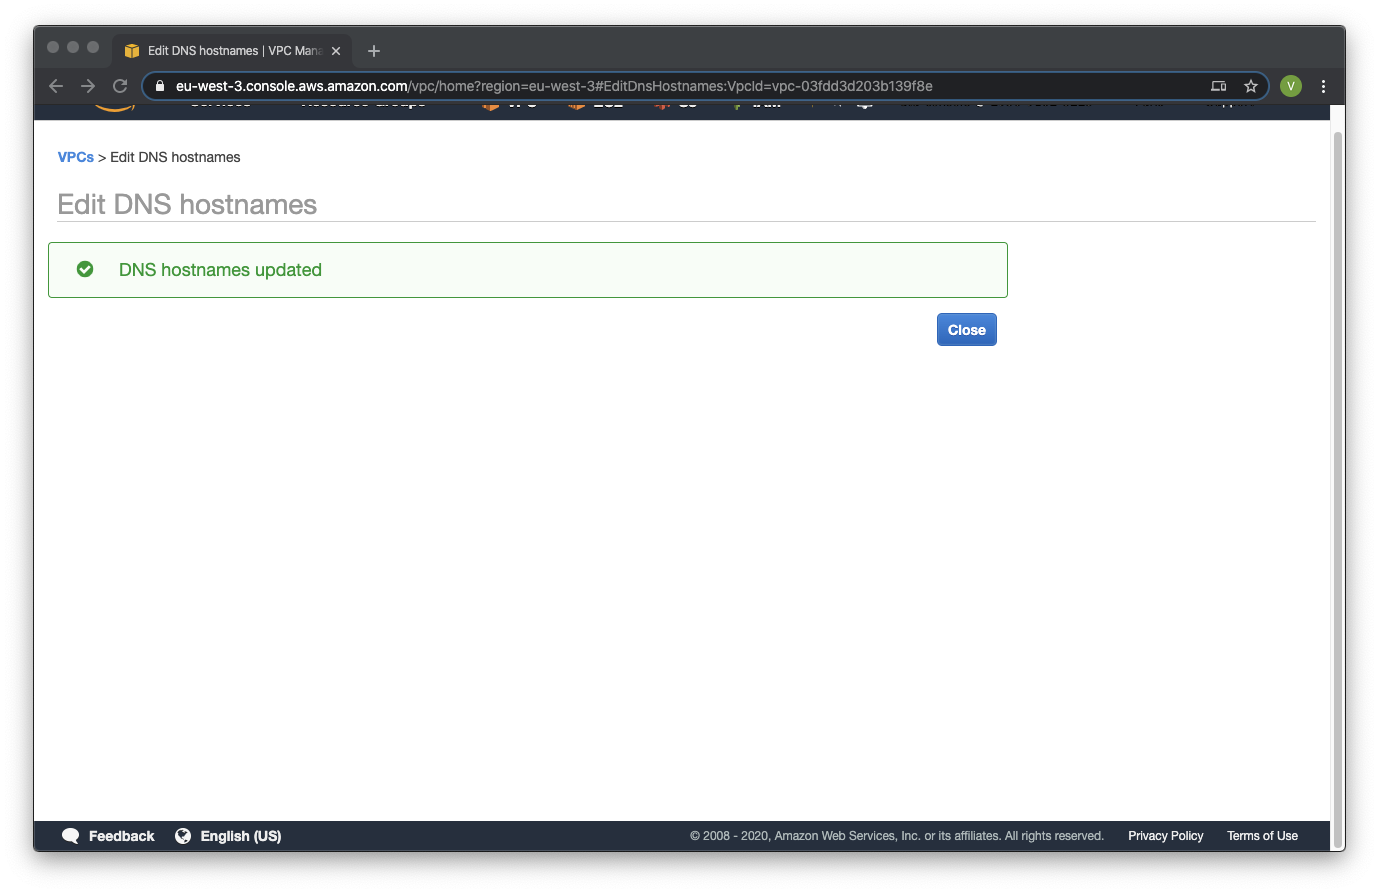 Edit DNS hostnames | VPC Mana
eu-west-3.console.aws.amazon.com/vpc/home?region=eu-west-3#EditDnsHostnames:VpcId=vpc-03fdd3d203b139f8e
V
VPCs > Edit DNS hostnames
Edit DNS hostnames
DNS hostnames updated
Close
Feedback
English (US)
© 2008 - 2020, Amazon Web Services, Inc. or its affiliates. All rights reserved.
Privacy Policy
Terms of Use